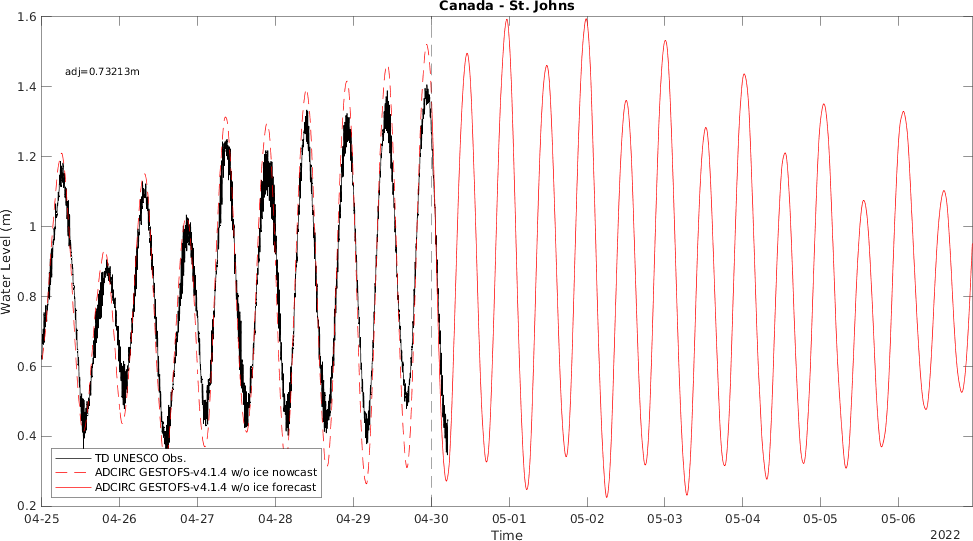 Canada - St. Johns
1.6
1.4
1.2
1
0.8
0.6
0.4
0.2
Water Level (m)
adj=0.73213m
TD UNESCO Obs.
ADCIRC GESTOFS-v4.1.4 w/o ice nowcast
ADCIRC GESTOFS-v4.1.4 w/o ice forecast
04-25 04-26 04-27 04-28 04-29 04-30 05-01 05-02 05-03 05-04 05-05 05-06
Time
2022